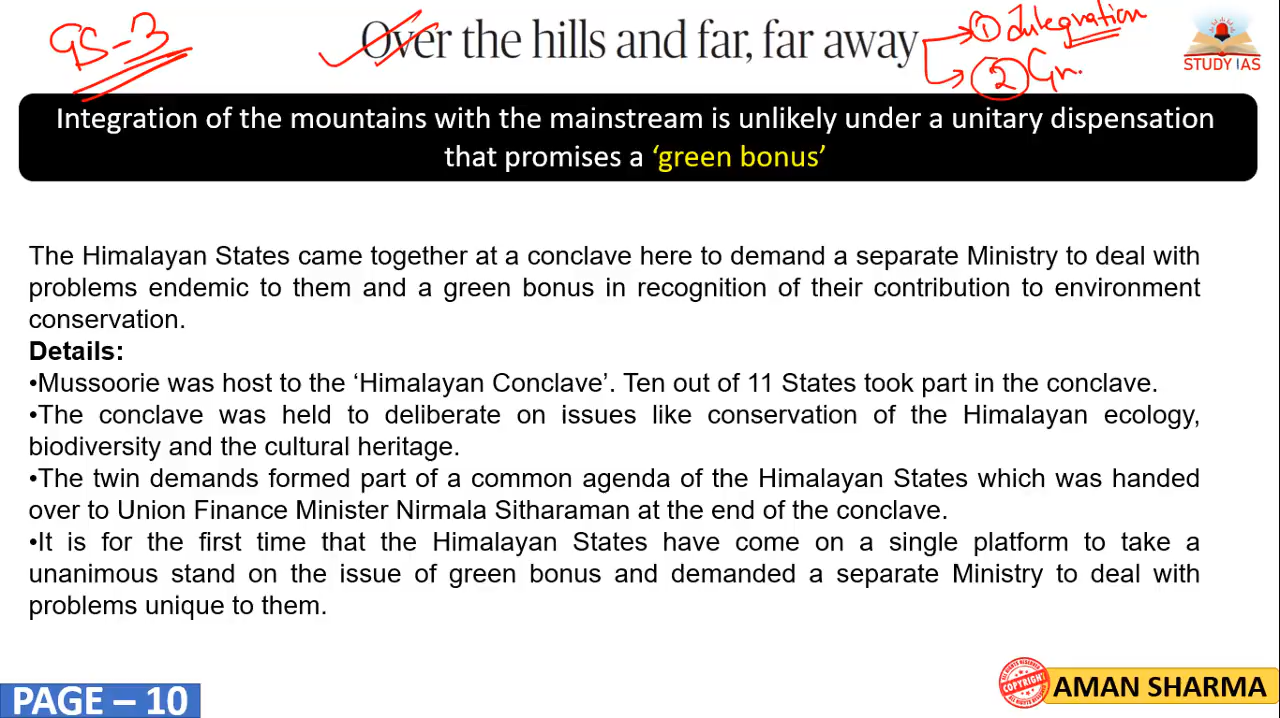 GS-3
Over the hills and far, far away
① Integration
② Gr.
STUDY IAS
Integration of the mountains with the mainstream is unlikely under a unitary dispensation
that promises a ‘green bonus’
The Himalayan States came together at a conclave here to demand a separate Ministry to deal with
problems endemic to them and a green bonus in recognition of their contribution to environment
conservation.
Details:
•Mussoorie was host to the ‘Himalayan Conclave’. Ten out of 11 States took part in the conclave.
•The conclave was held to deliberate on issues like conservation of the Himalayan ecology,
biodiversity and the cultural heritage.
•The twin demands formed part of a common agenda of the Himalayan States which was handed
over to Union Finance Minister Nirmala Sitharaman at the end of the conclave.
•It is for the first time that the Himalayan States have come on a single platform to take a
unanimous stand on the issue of green bonus and demanded a separate Ministry to deal with
problems unique to them.
PAGE – 10
COPYRIGHT
AMAN SHARMA